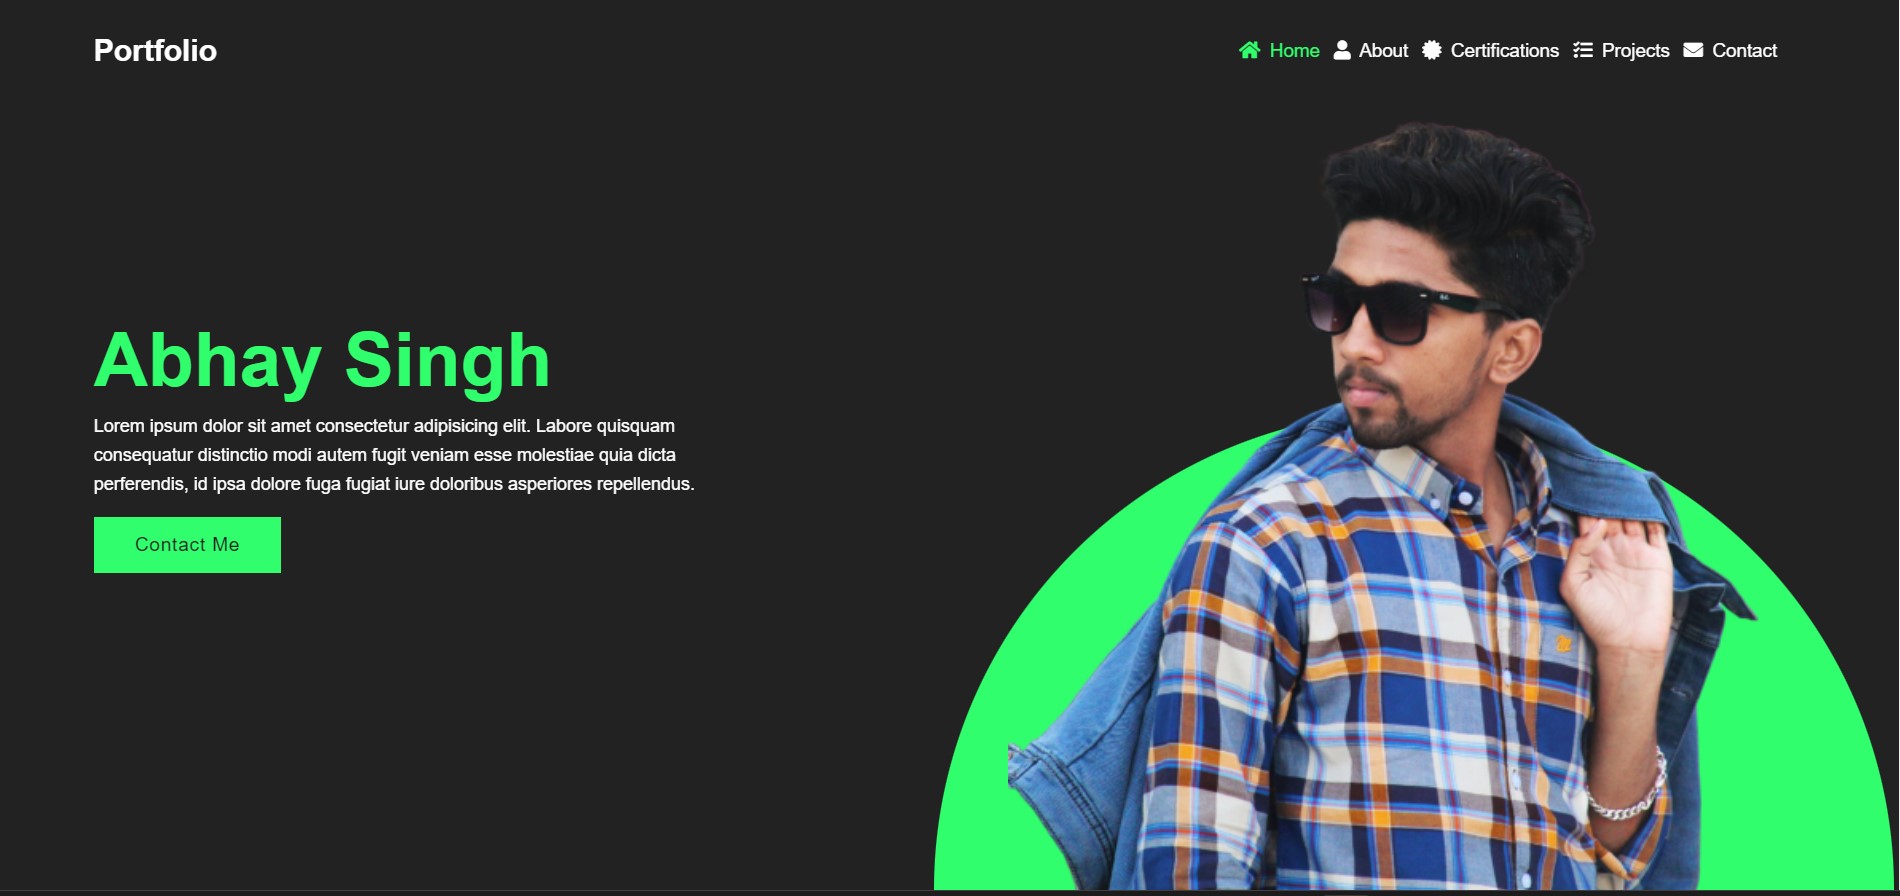 Portfolio
Home About Certifications Projects Contact
Abhay Singh
Lorem ipsum dolor sit amet consectetur adipisicing elit. Labore quisquam
consequatur distinctio modi autem fugit veniam esse molestiae quia dicta
perferendis, id ipsa dolore fuga fugiat iure doloribus asperiores repellendus.
Contact Me